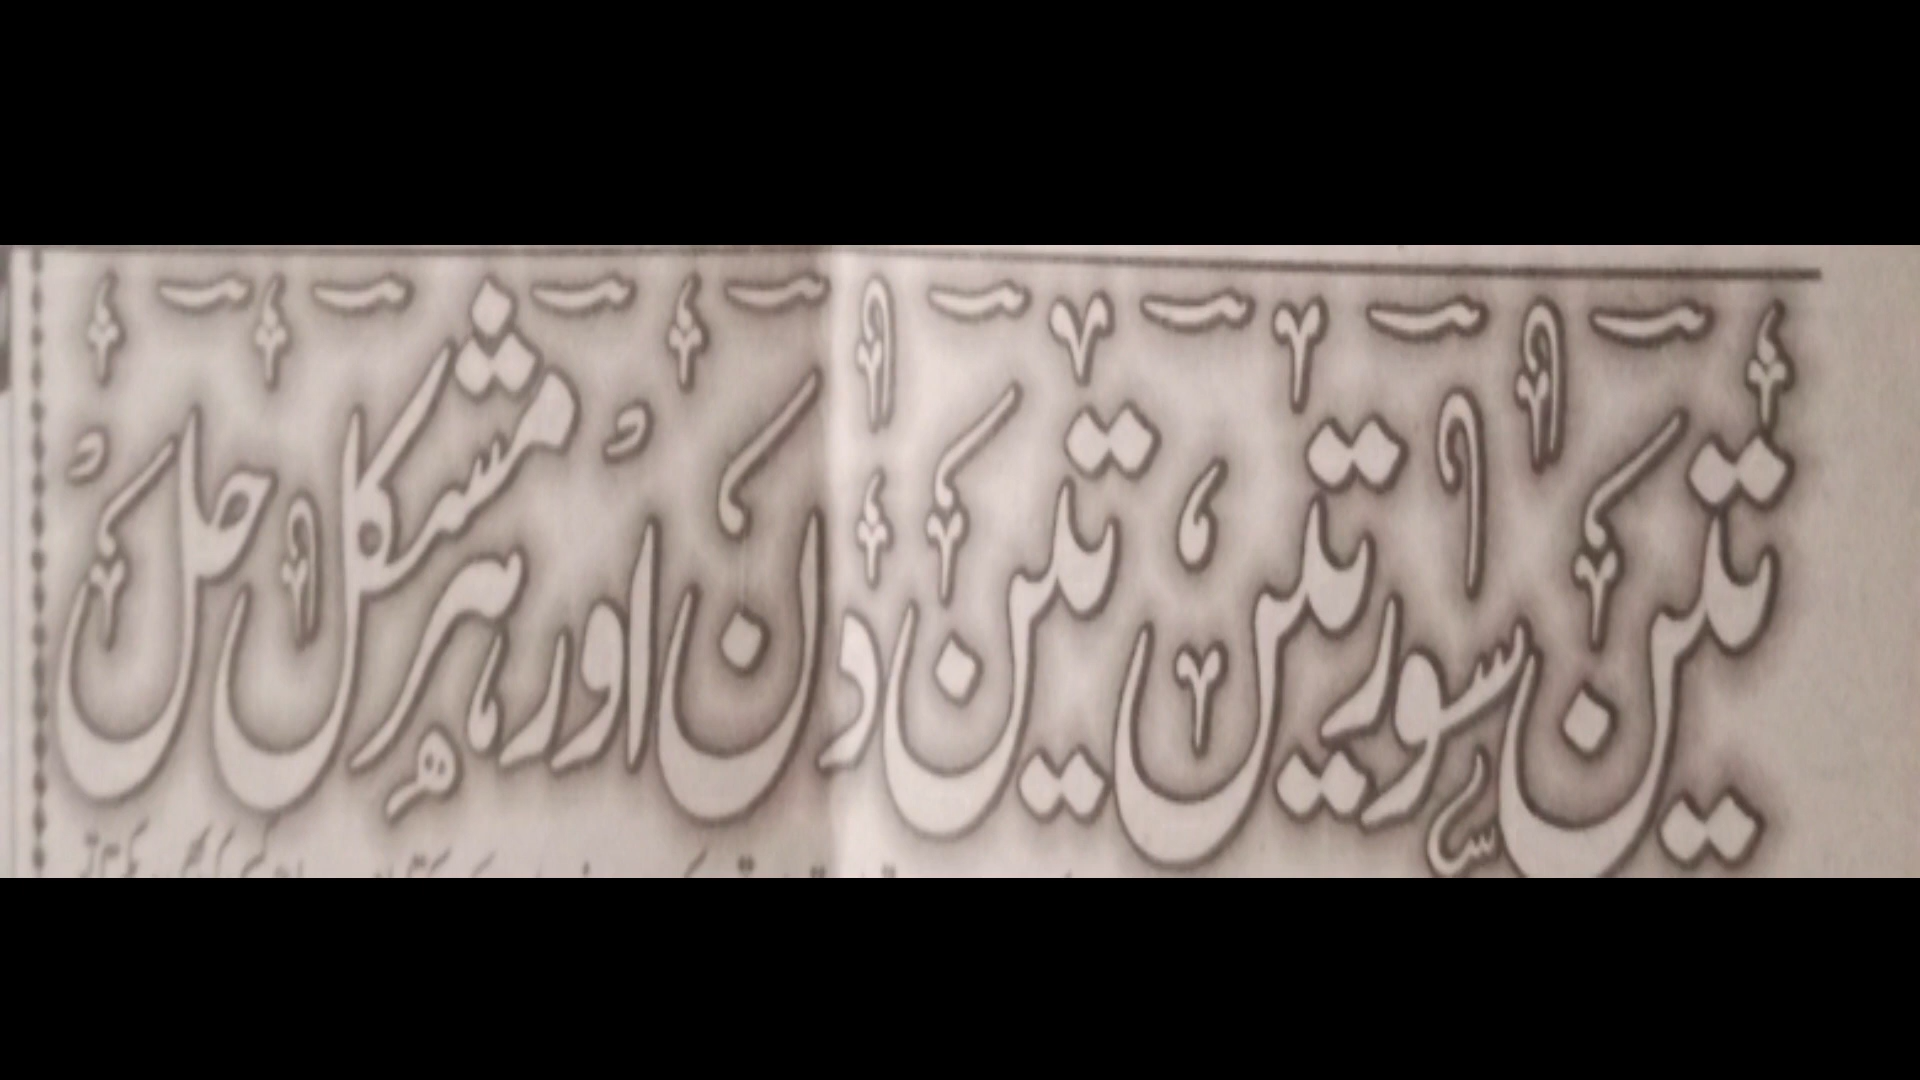 تین سورتیں تین دن اور ہر مشکل حل